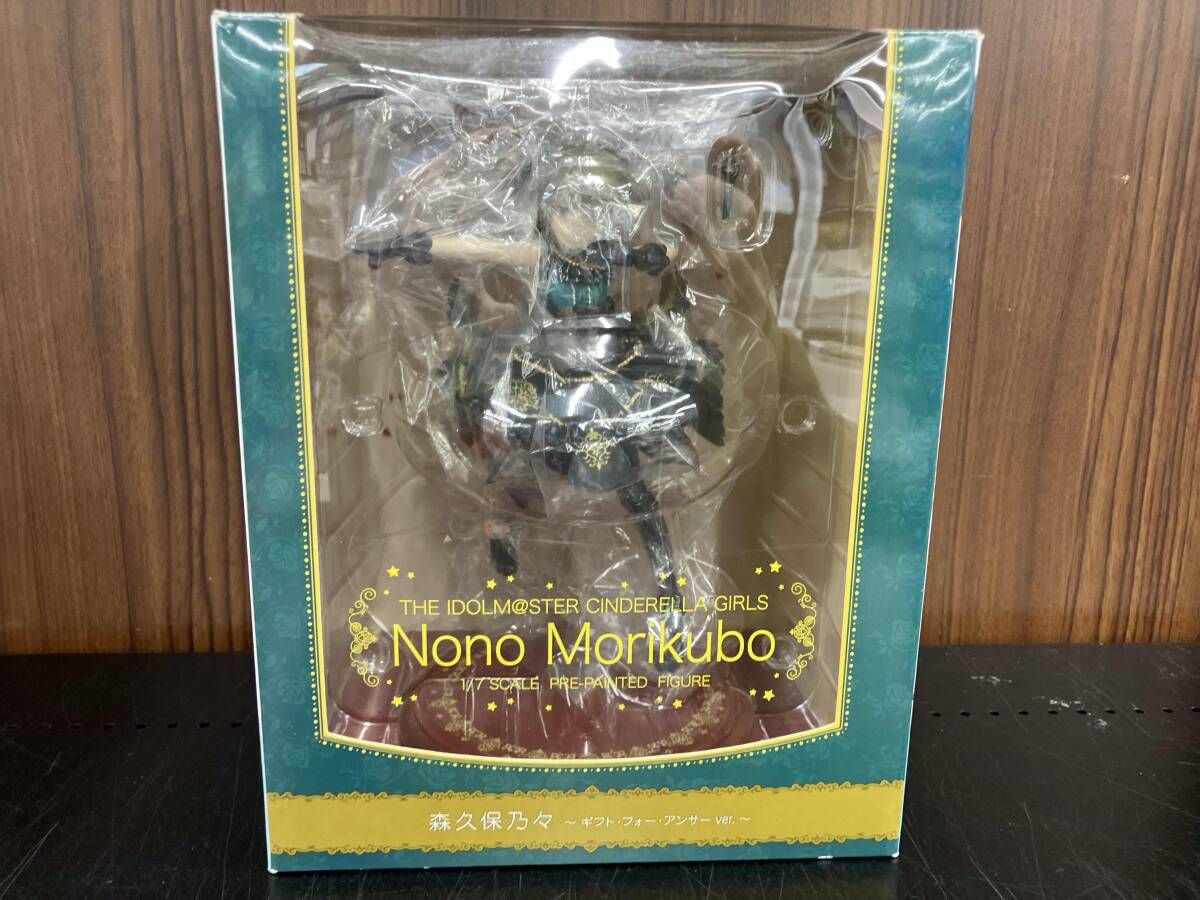 THE IDOLM@STER CINDERELLA GIRLS
Nono Morikubo
1/7 SCALE PRE-PAINTED FIGURE
森久保乃々 ～ ギフト・フォー・アンサー ver. ～